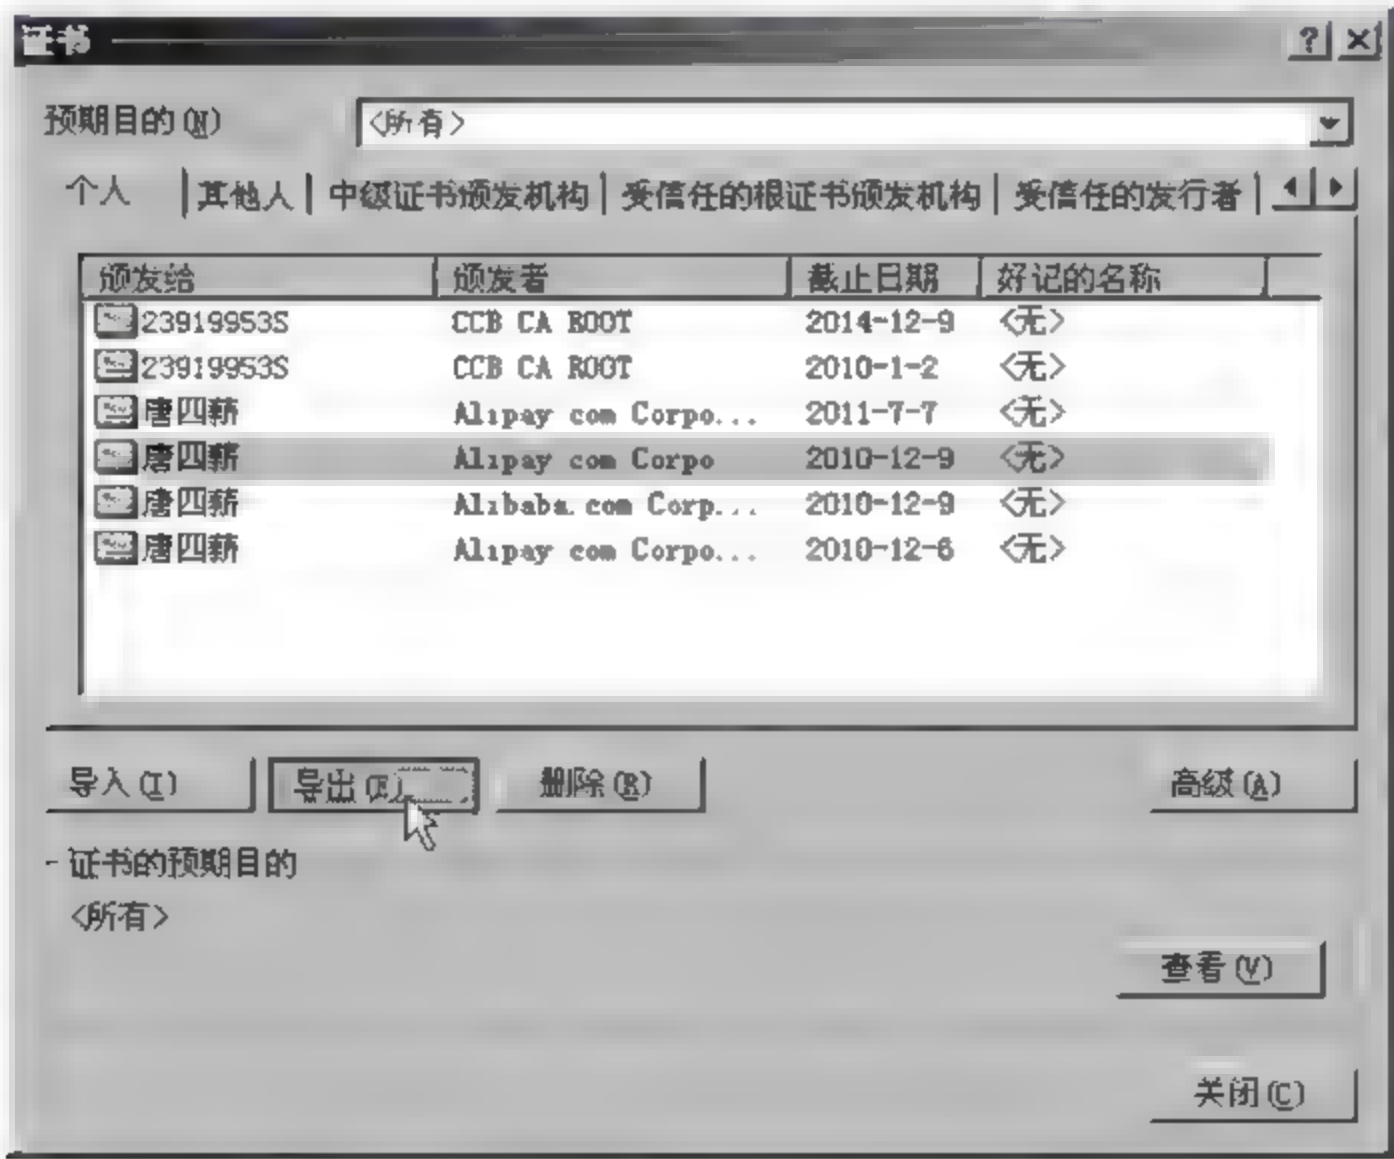 证书
预期目的(N) <所有>
个人 其他人 中级证书颁发机构 受信任的根证书颁发机构 受信任的发行者
颁发给 颁发者 截止日期 好记的名称
23919953S CCB CA ROOT 2014-12-9 <无>
23919953S CCB CA ROOT 2010-1-2 <无>
唐四薪 Alipay com Corpo... 2011-7-7 <无>
唐四薪 Alipay com Corpo 2010-12-9 <无>
唐四薪 Alibaba.com Corp... 2010-12-9 <无>
唐四薪 Alipay com Corpo... 2010-12-6 <无>
导入(I) 导出(E)... 删除(R) 高级(A)
证书的预期目的
<所有>
查看(V)
关闭(C)